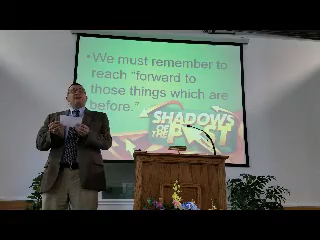 • We must remember to
reach “forward to
those things which are
before.”
SHADOWS
OF THE PAST